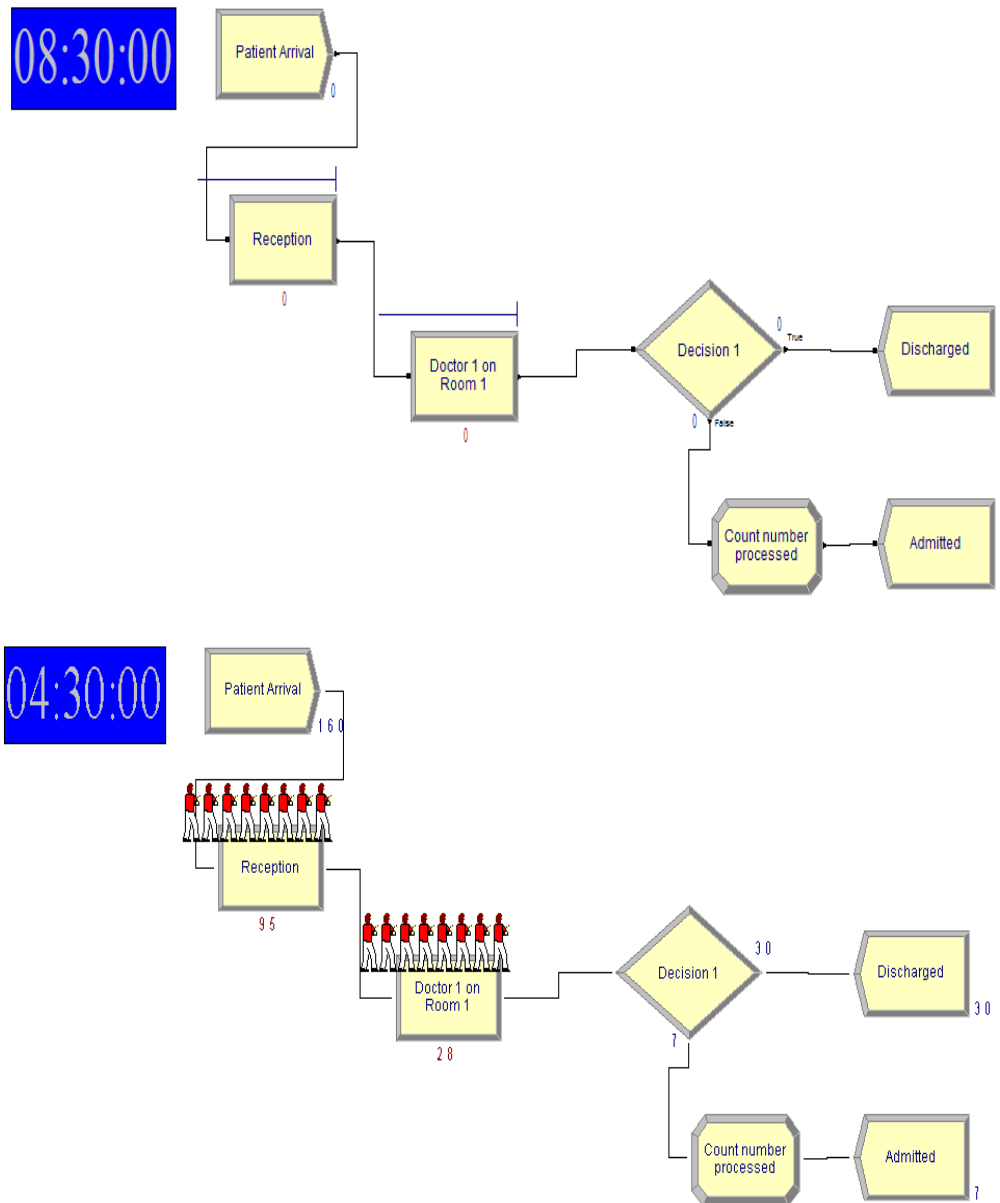 08:30:00
Patient Arrival
0
Reception
0
Doctor 1 on
Room 1
0
Decision 1
0
True
0
False
Discharged
Count number
processed
Admitted
04:30:00
Patient Arrival
160
Reception
95
Doctor 1 on
Room 1
28
Decision 1
30
7
Discharged
30
Count number
processed
Admitted
7